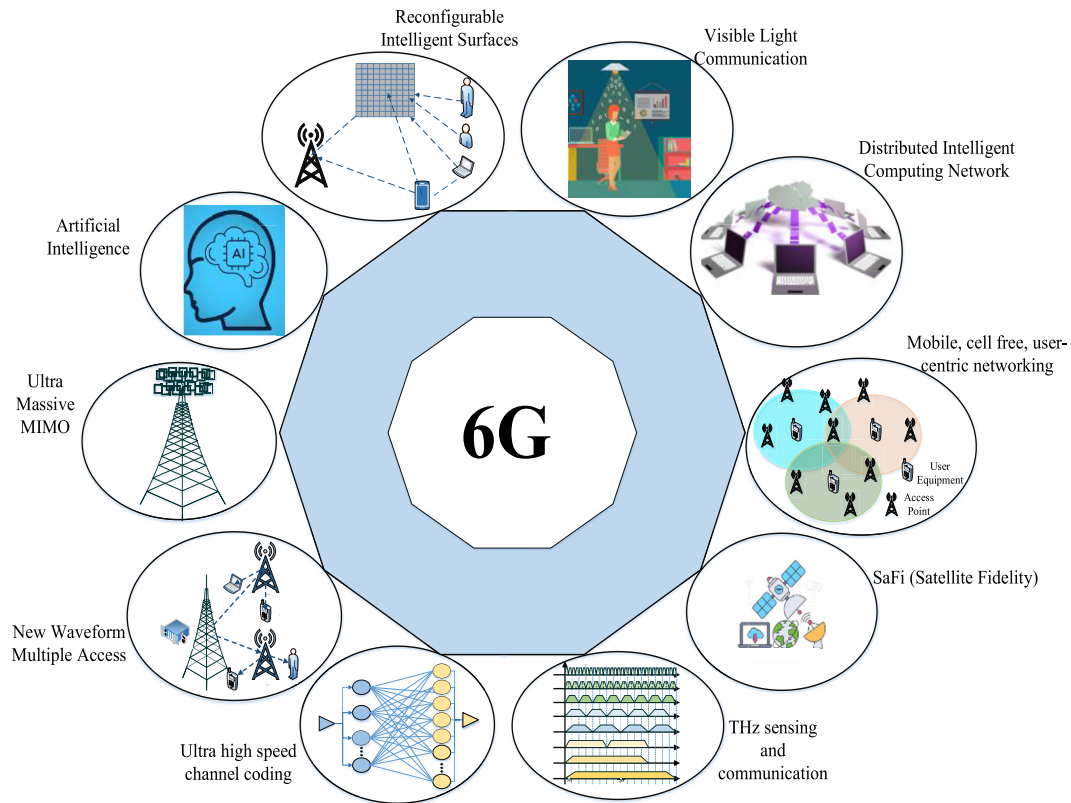 Reconfigurable
Intelligent Surfaces
Visible Light
Communication
Distributed Intelligent
Computing Network
Artificial
Intelligence
AI
Mobile, cell free, user-
centric networking
User
Equipment
Access
Point
Ultra
Massive
MIMO
6G
SaFi (Satellite Fidelity)
New Waveform
Multiple Access
Ultra high speed
channel coding
THz sensing
and
communication